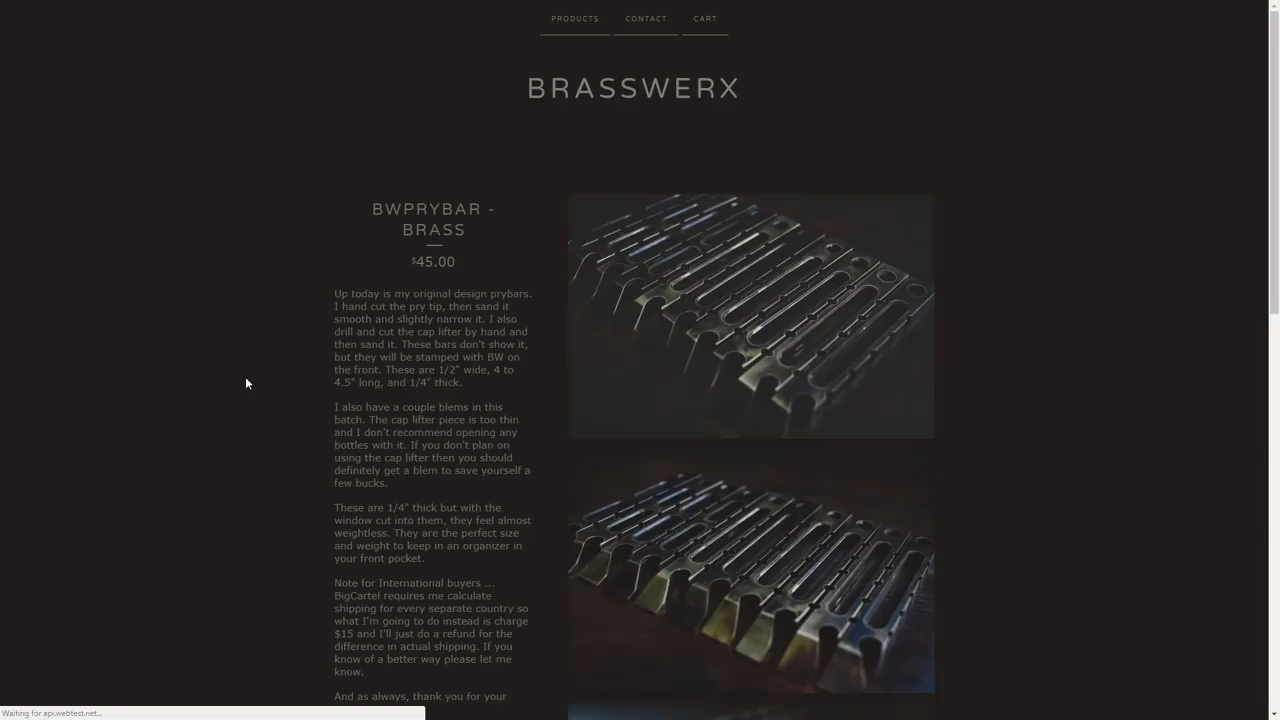 PRODUCTS
CONTACT
CART
BRASSWERX
BWPRYBAR -
BRASS
$45.00
Up today is my original design prybars.
I hand cut the pry tip, then sand it
smooth and slightly narrow it. I also
drill and cut the cap lifter by hand and
then sand it. These bars don't show it,
but they will be stamped with BW on
the front. These are 1/2" wide, 4 to
4.5" long, and 1/4" thick.
I also have a couple blems in this
batch. The cap lifter piece is too thin
and I don't recommend opening any
bottles with it. If you don't plan on
using the cap lifter then you should
definitely get a blem to save yourself a
few bucks.
These are 1/4" thick but with the
window cut into them, they feel almost
weightless. They are the perfect size
and weight to keep in an organizer in
your front pocket.
Note for International buyers ...
BigCartel requires me calculate
shipping for every separate country so
what I'm going to do instead is charge
$15 and I'll just do a refund for the
difference in actual shipping. If you
know of a better way please let me
know.
And as always, thank you for your
Waiting for api.webtest.net...